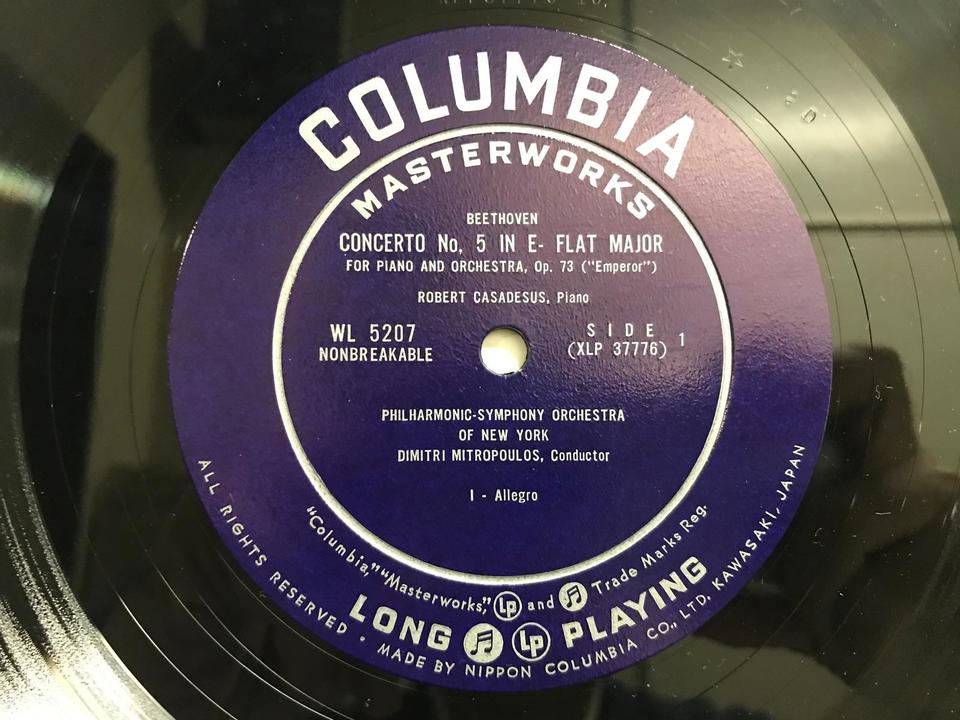 COLUMBIA
MASTERWORKS
BEETHOVEN
CONCERTO No, 5 IN E- FLAT MAJOR
FOR PIANO AND ORCHESTRA, Op. 73 ("Emperor")
ROBERT CASADESUS, Piano
WL 5207
NONBREAKABLE
SIDE 1
(XLP 37776)
PHILHARMONIC-SYMPHONY ORCHESTRA
OF NEW YORK
DIMITRI MITROPOULOS, Conductor
I - Allegro
"Columbia," "Masterworks," Lp and Trade Marks Reg.
LONG Lp PLAYING
ALL RIGHTS RESERVED · MADE BY NIPPON COLUMBIA CO., LTD. KAWASAKI, JAPAN